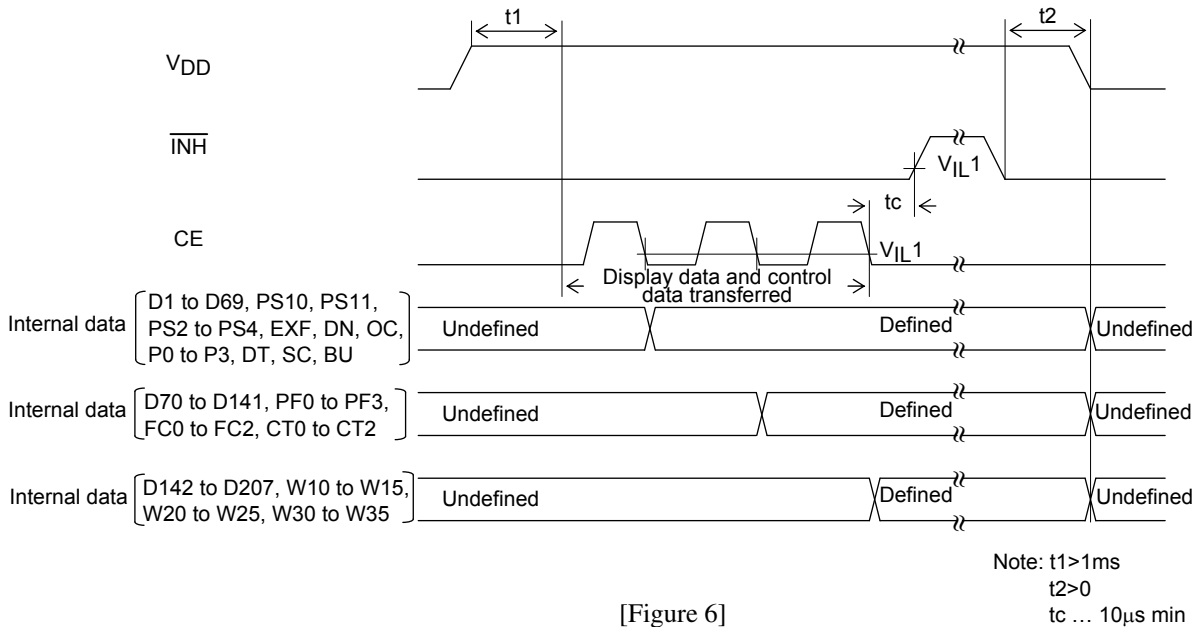 t1
t2
VDD
INH
VIL1
tc
CE
VIL1
Display data and control
data transferred
Internal data
D1 to D69, PS10, PS11,
PS2 to PS4, EXF, DN, OC,
P0 to P3, DT, SC, BU
Undefined
Defined
Undefined
Internal data
D70 to D141, PF0 to PF3,
FC0 to FC2, CT0 to CT2
Undefined
Defined
Undefined
Internal data
D142 to D207, W10 to W15,
W20 to W25, W30 to W35
Undefined
Defined
Undefined
Note: t1>1ms
t2>0
tc … 10μs min
[Figure 6]